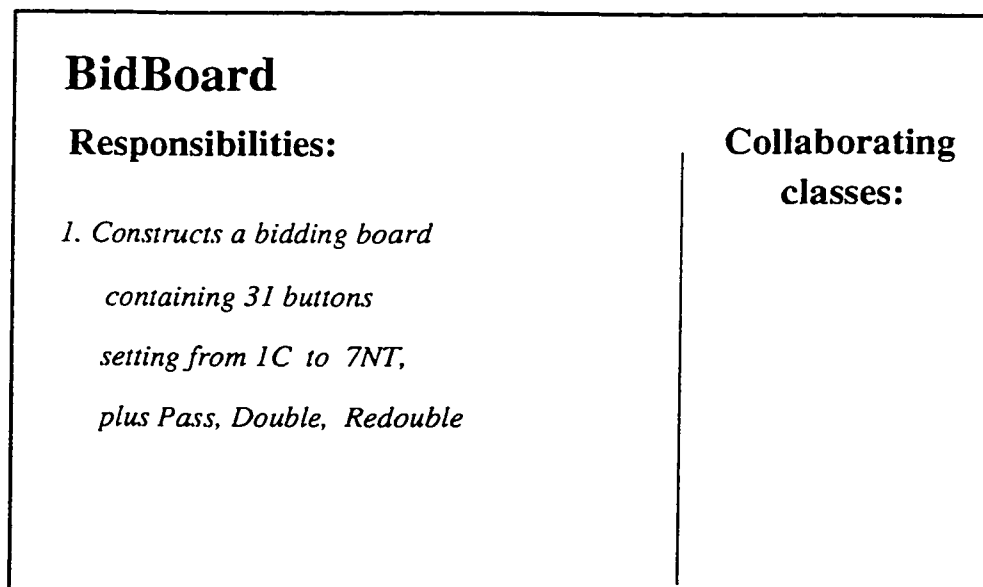 BidBoard
Responsibilities:
Collaborating
classes:
1. Constructs a bidding board
containing 31 buttons
setting from 1C to 7NT,
plus Pass, Double, Redouble